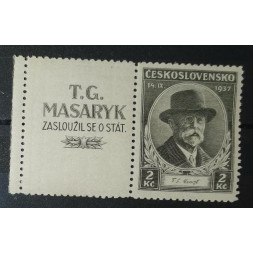 T.G.
MASARYK
ZASLOUŽIL SE O STÁT.
ČESKOSLOVENSKO
14.IX. 1937
2 Kč 2 Kč